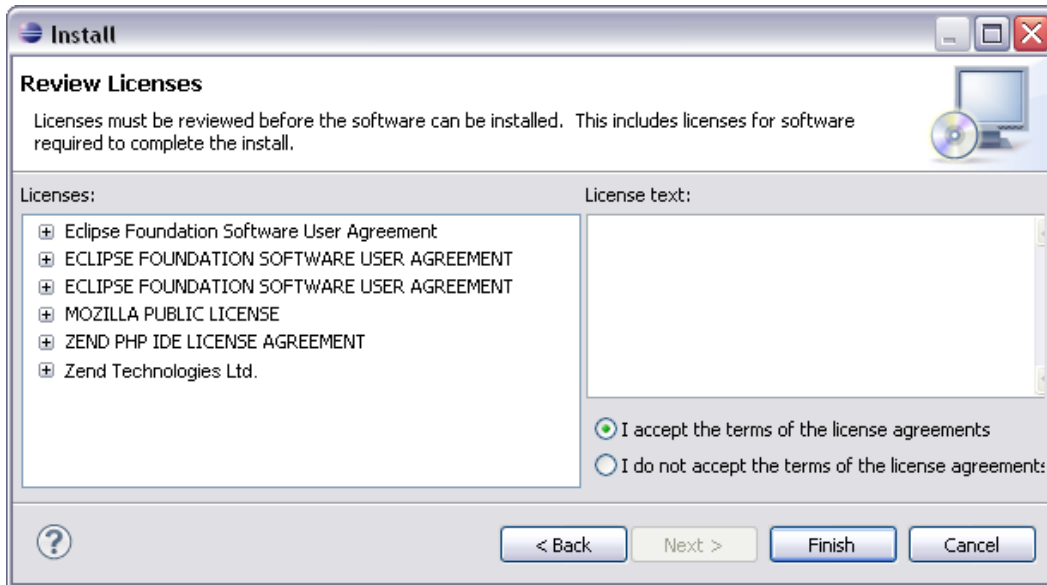 Install
Review Licenses
Licenses must be reviewed before the software can be installed.  This includes licenses for software
required to complete the install.
Licenses:
License text:
Eclipse Foundation Software User Agreement
ECLIPSE FOUNDATION SOFTWARE USER AGREEMENT
ECLIPSE FOUNDATION SOFTWARE USER AGREEMENT
MOZILLA PUBLIC LICENSE
ZEND PHP IDE LICENSE AGREEMENT
Zend Technologies Ltd.
I accept the terms of the license agreements
I do not accept the terms of the license agreements
?
< Back
Next >
Finish
Cancel